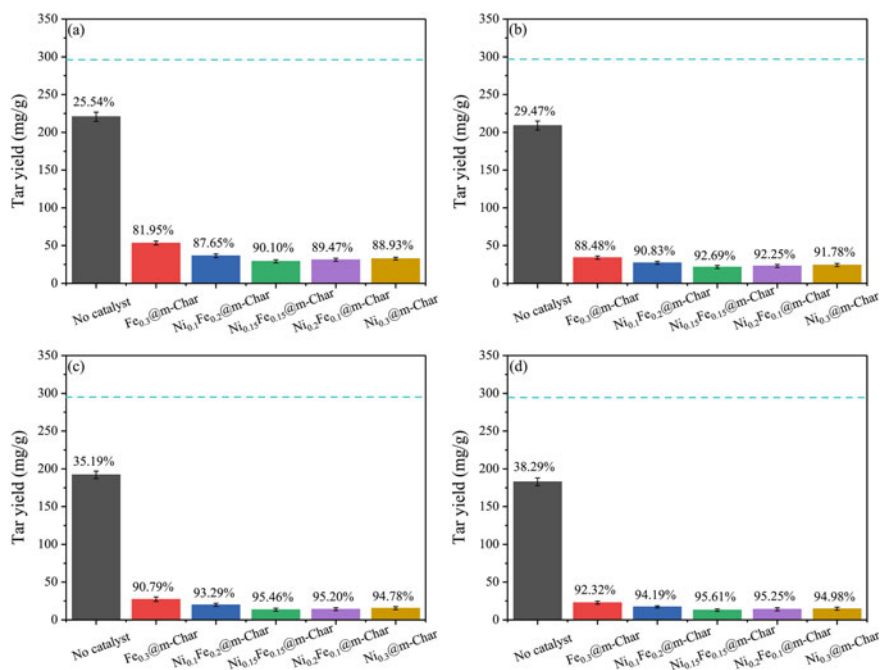 (a)
Tar yield (mg/g)
350
300
250
200
150
100
50
0
25.54%
81.95%
87.65%
90.10%
89.47%
88.93%
No catalyst
Fe0.3@m-Char
Ni0.1Fe0.2@m-Char
Ni0.15Fe0.15@m-Char
Ni0.2Fe0.1@m-Char
Ni0.3@m-Char
(b)
Tar yield (mg/g)
350
300
250
200
150
100
50
0
29.47%
88.48%
90.83%
92.69%
92.25%
91.78%
No catalyst
Fe0.3@m-Char
Ni0.1Fe0.2@m-Char
Ni0.15Fe0.15@m-Char
Ni0.2Fe0.1@m-Char
Ni0.3@m-Char
(c)
Tar yield (mg/g)
350
300
250
200
150
100
50
0
35.19%
90.79%
93.29%
95.46%
95.20%
94.78%
No catalyst
Fe0.3@m-Char
Ni0.1Fe0.2@m-Char
Ni0.15Fe0.15@m-Char
Ni0.2Fe0.1@m-Char
Ni0.3@m-Char
(d)
Tar yield (mg/g)
350
300
250
200
150
100
50
0
38.29%
92.32%
94.19%
95.61%
95.25%
94.98%
No catalyst
Fe0.3@m-Char
Ni0.1Fe0.2@m-Char
Ni0.15Fe0.15@m-Char
Ni0.2Fe0.1@m-Char
Ni0.3@m-Char